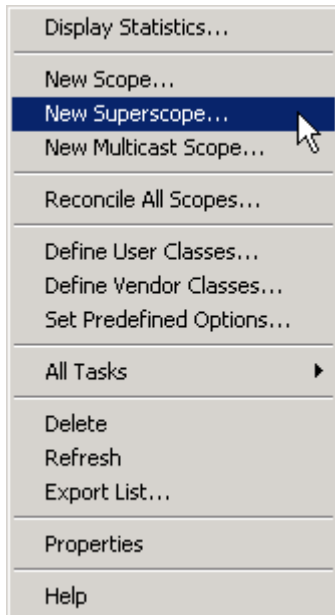 Display Statistics...
New Scope...
New Superscope...
New Multicast Scope...
Reconcile All Scopes...
Define User Classes...
Define Vendor Classes...
Set Predefined Options...
All Tasks
Delete
Refresh
Export List...
Properties
Help